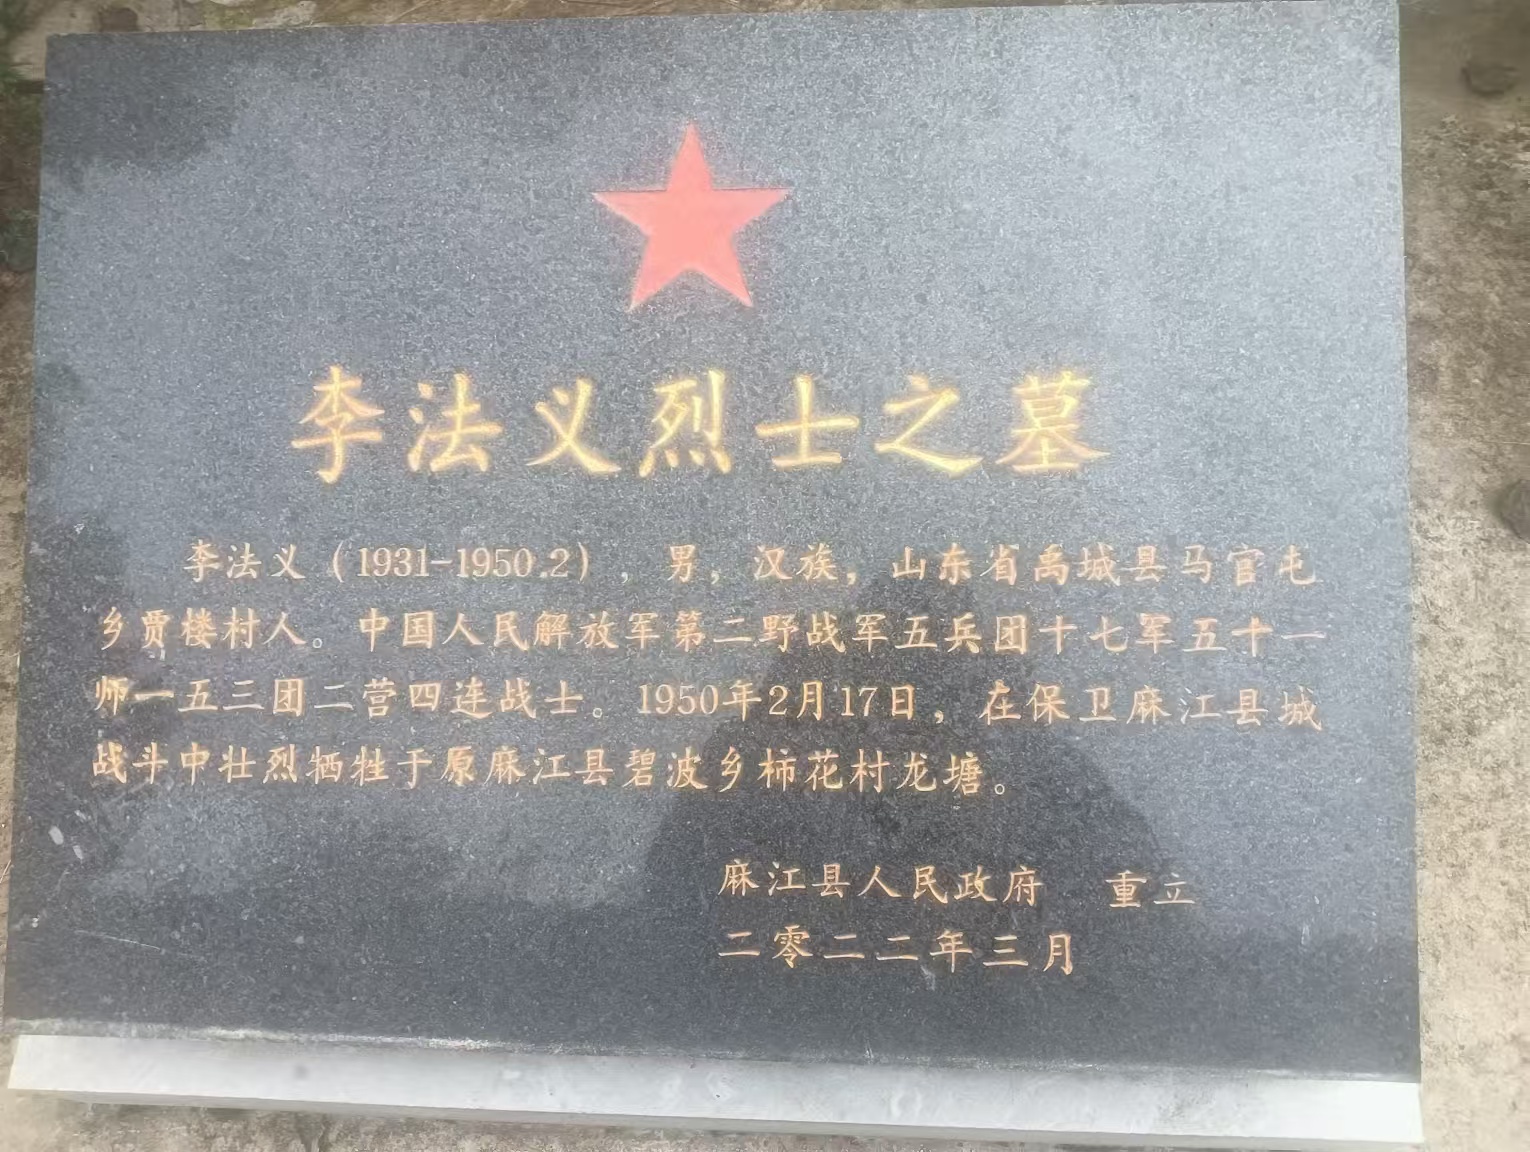 李法义烈士之墓
李法义（1931-1950.2），男，汉族，山东省禹城县马官屯
乡贾楼村人。中国人民解放军第二野战军五兵团十七军五十一
师一五三团二营四连战士。1950年2月17日，在保卫麻江县城
战斗中壮烈牺牲于原麻江县碧波乡柿花村龙塘。
麻江县人民政府 重立
二零二二年三月